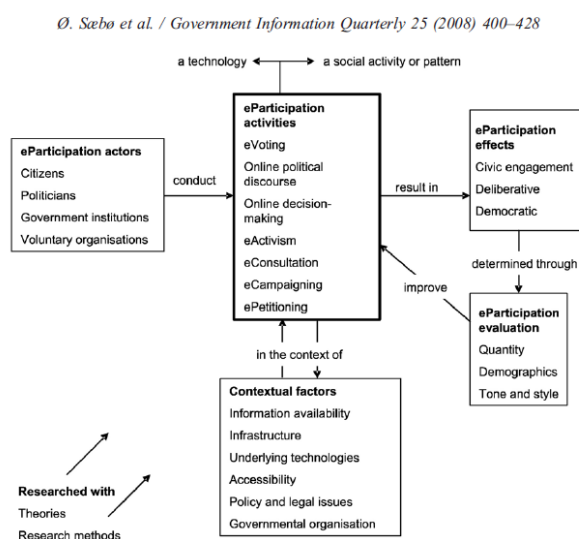 Ø. Sæbø et al. / Government Information Quarterly 25 (2008) 400–428
a technology
a social activity or pattern
eParticipation actors
Citizens
Politicians
Government institutions
Voluntary organisations
conduct
eParticipation
activities
eVoting
Online political
discourse
Online decision-
making
eActivism
eConsultation
eCampaigning
ePetitioning
result in
eParticipation
effects
Civic engagement
Deliberative
Democratic
determined through
improve
eParticipation
evaluation
Quantity
Demographics
Tone and style
in the context of
Contextual factors
Information availability
Infrastructure
Underlying technologies
Accessibility
Policy and legal issues
Governmental organisation
Researched with
Theories
Research methods